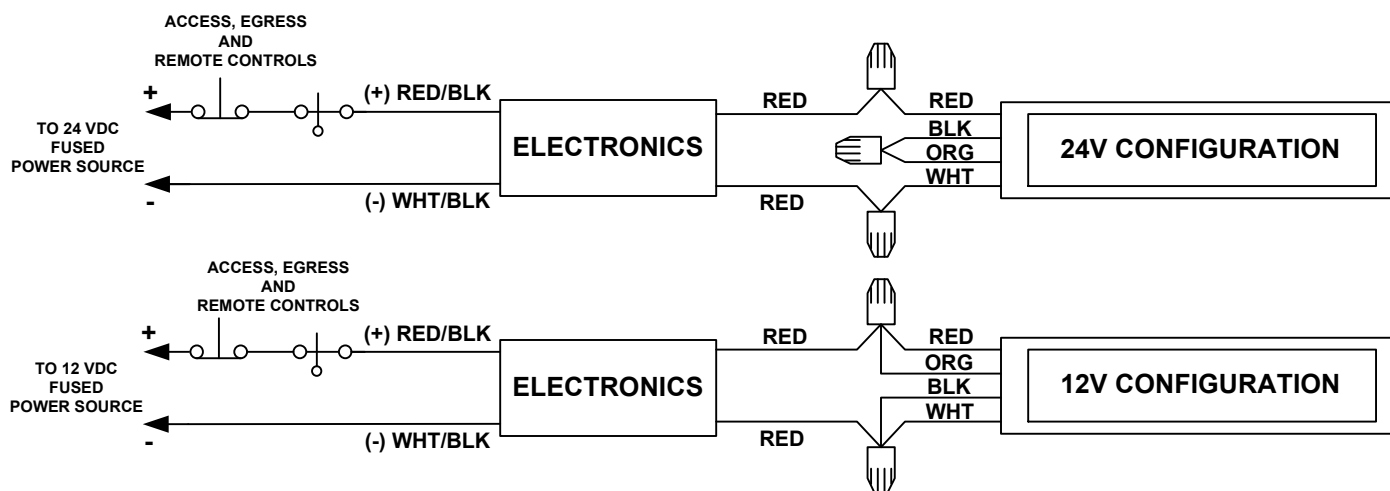 ACCESS, EGRESS
AND
REMOTE CONTROLS
+
(+) RED/BLK
TO 24 VDC
FUSED
POWER SOURCE
-
(-) WHT/BLK
ELECTRONICS
RED
RED
RED
BLK
ORG
WHT
24V CONFIGURATION
ACCESS, EGRESS
AND
REMOTE CONTROLS
+
(+) RED/BLK
TO 12 VDC
FUSED
POWER SOURCE
-
(-) WHT/BLK
ELECTRONICS
RED
RED
RED
ORG
BLK
WHT
12V CONFIGURATION